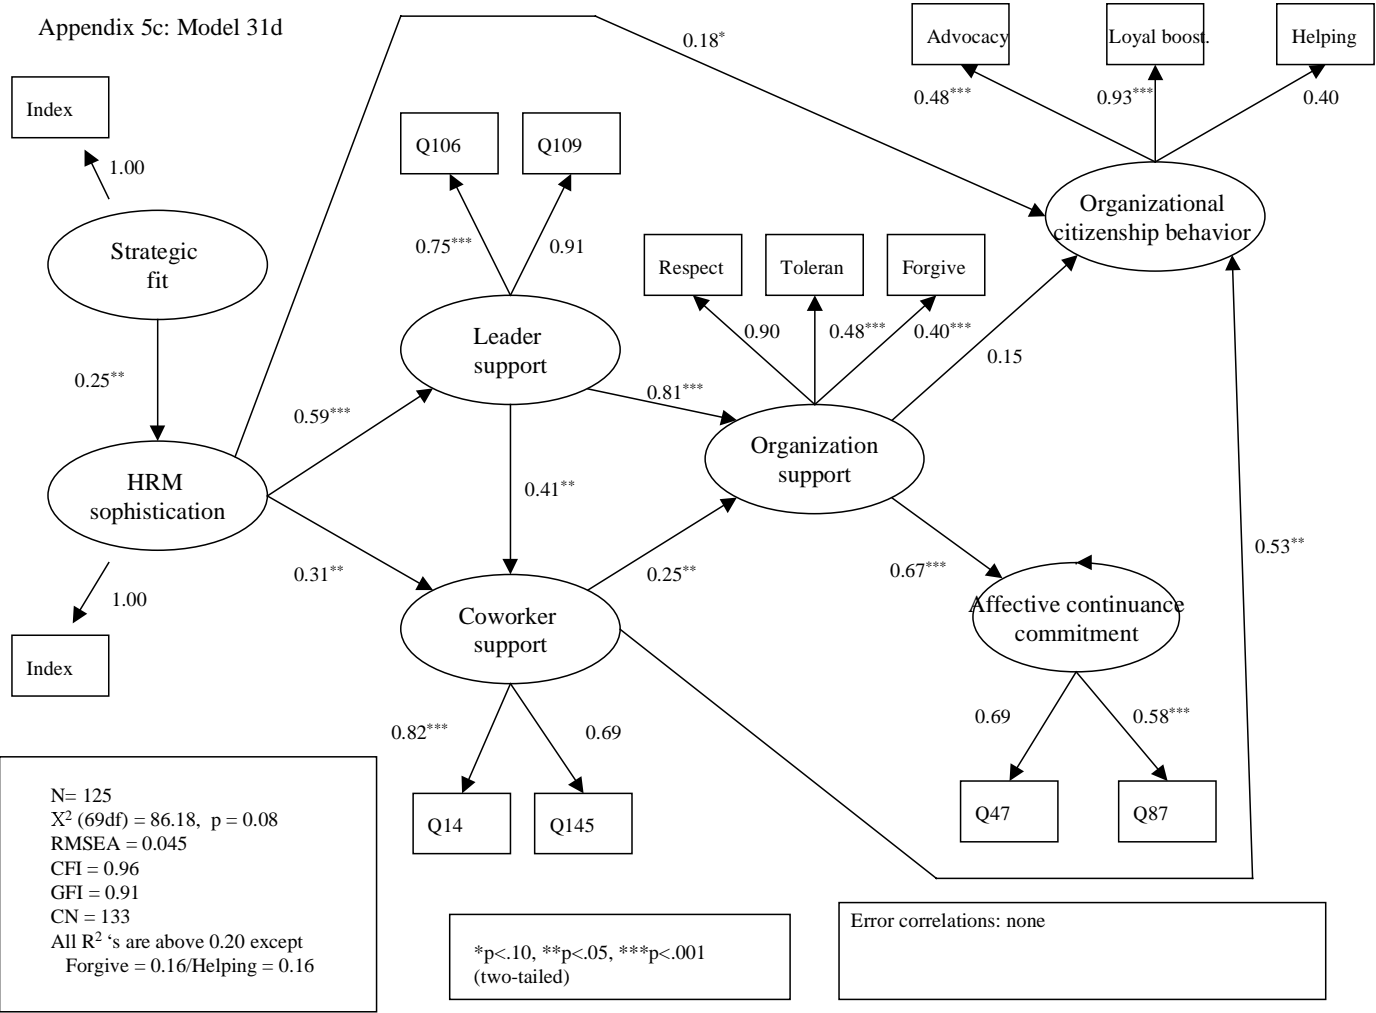 Appendix 5c: Model 31d
0.18*
Advocacy
Loyal boost.
Helping
0.48***
0.93***
0.40
Index
1.00
Q106
Q109
0.75***
0.91
Organizational
citizenship behavior
Strategic
fit
Respect
Toleran
Forgive
0.90
0.48***
0.40***
0.15
Leader
support
0.25**
0.59***
0.81***
HRM
sophistication
Organization
support
0.41**
0.31**
0.25**
0.67***
0.53**
1.00
Index
Coworker
support
Affective continuance
commitment
0.82***
0.69
0.69
0.58***
Q14
Q145
Q47
Q87
N= 125
X² (69df) = 86.18, p = 0.08
RMSEA = 0.045
CFI = 0.96
GFI = 0.91
CN = 133
All R² ‘s are above 0.20 except
Forgive = 0.16/Helping = 0.16
*p<.10, **p<.05, ***p<.001
(two-tailed)
Error correlations: none